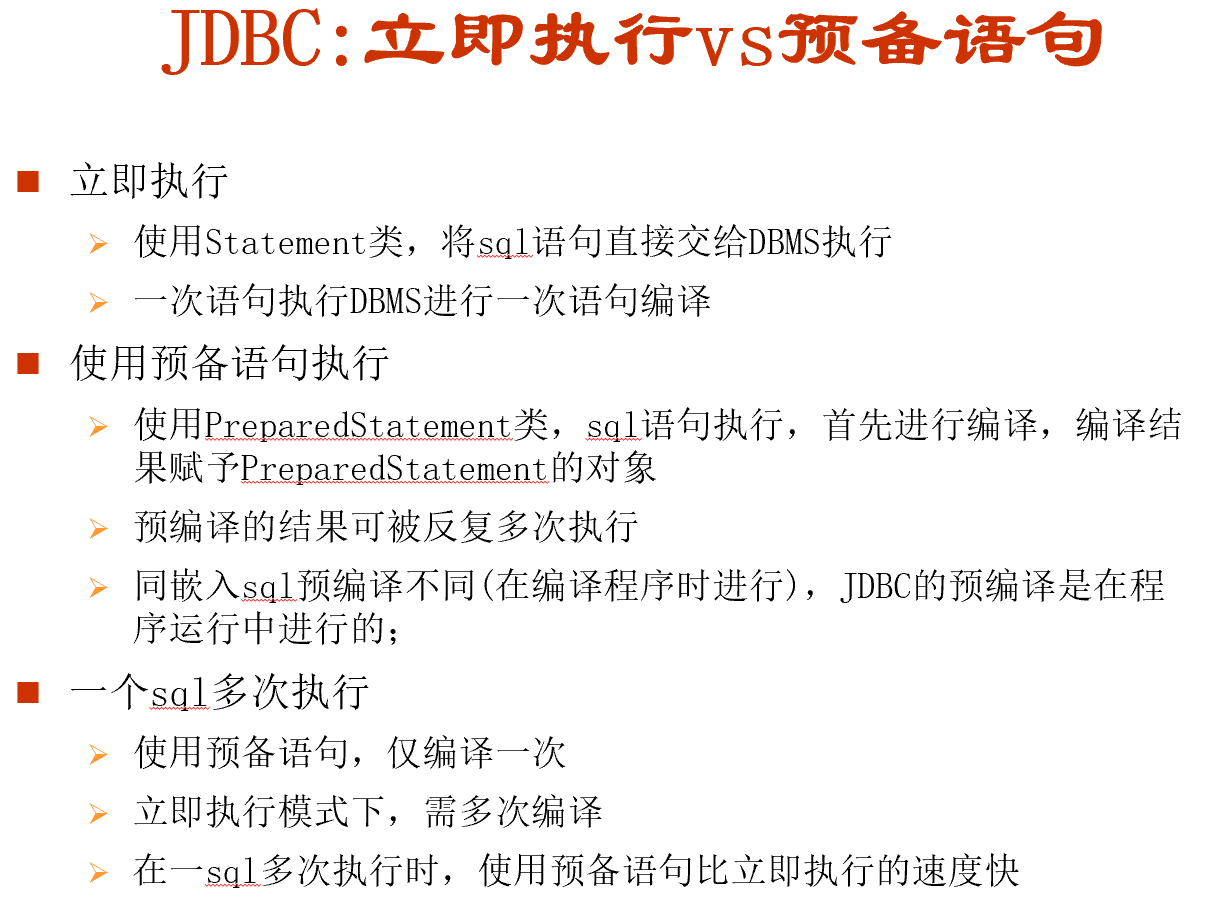 JDBC:立即执行vs预备语句
立即执行
使用Statement类，将sql语句直接交给DBMS执行
一次语句执行DBMS进行一次语句编译
使用预备语句执行
使用PreparedStatement类，sql语句执行，首先进行编译，编译结
果赋予PreparedStatement的对象
预编译的结果可被反复多次执行
同嵌入sql预编译不同(在编译程序时进行)，JDBC的预编译是在程
序运行中进行的；
一个sql多次执行
使用预备语句，仅编译一次
立即执行模式下，需多次编译
在一sql多次执行时，使用预备语句比立即执行的速度快